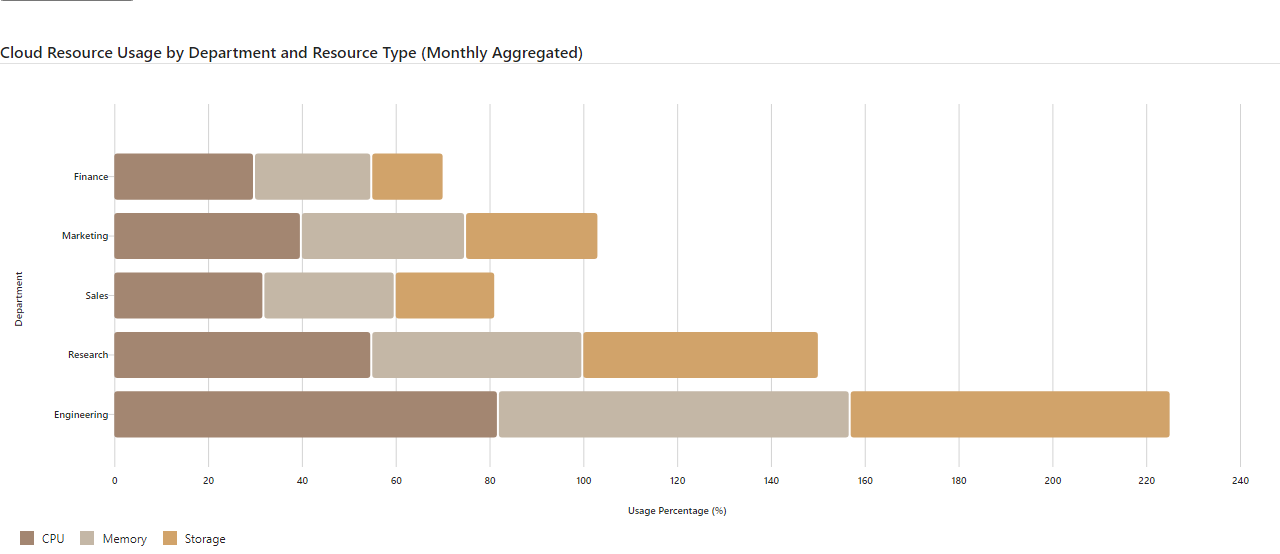 Cloud Resource Usage by Department and Resource Type (Monthly Aggregated)
Finance
Marketing
Sales
Research
Engineering
Department
0 20 40 60 80 100 120 140 160 180 200 220 240
Usage Percentage (%)
CPU Memory Storage